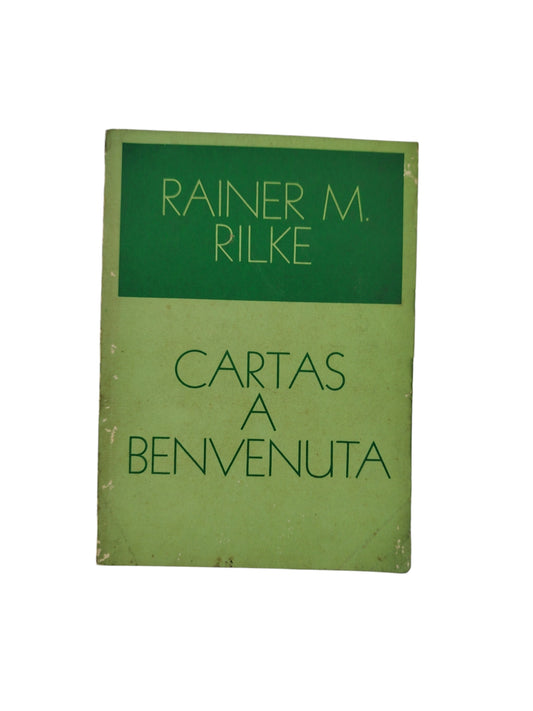 RAINER M.
RILKE
CARTAS
A
BENVENUTA